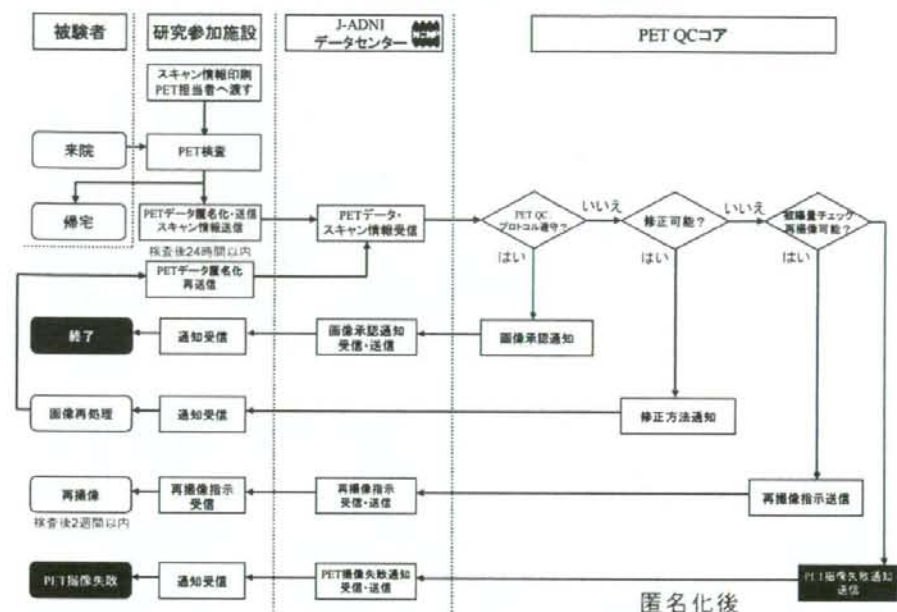 被験者
研究参加施設
J-ADNI
データセンター
PET QCコア
スキャン情報印刷
PET担当者へ渡す
来院
PET検査
帰宅
PETデータ匿名化・送信
スキャン情報送信
検査後24時間以内
PETデータ・
スキャン情報受信
PET QC
プロトコル遵守?
いいえ
修正可能?
いいえ
被曝量チェック
再撮像可能?
はい
はい
はい
PETデータ匿名化
再送信
終了
通知受信
画像承認通知
受信・送信
画像承認通知
画像再処理
通知受信
修正方法通知
再撮像
検査後2週間以内
再撮像指示
受信
再撮像指示
受信・送信
再撮像指示送信
PET撮像失敗
通知受信
PET撮像失敗通知
受信・送信
PET撮像失敗通知
送信
匿名化後